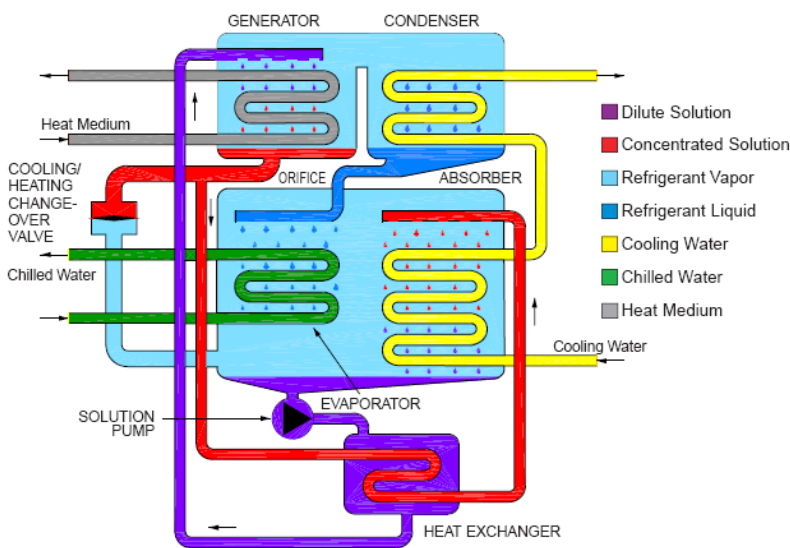 GENERATOR
CONDENSER
Heat Medium
COOLING/
HEATING
CHANGE-
OVER
VALVE
ORIFICE
ABSORBER
Chilled Water
Cooling Water
EVAPORATOR
SOLUTION
PUMP
HEAT EXCHANGER
Dilute Solution
Concentrated Solution
Refrigerant Vapor
Refrigerant Liquid
Cooling Water
Chilled Water
Heat Medium